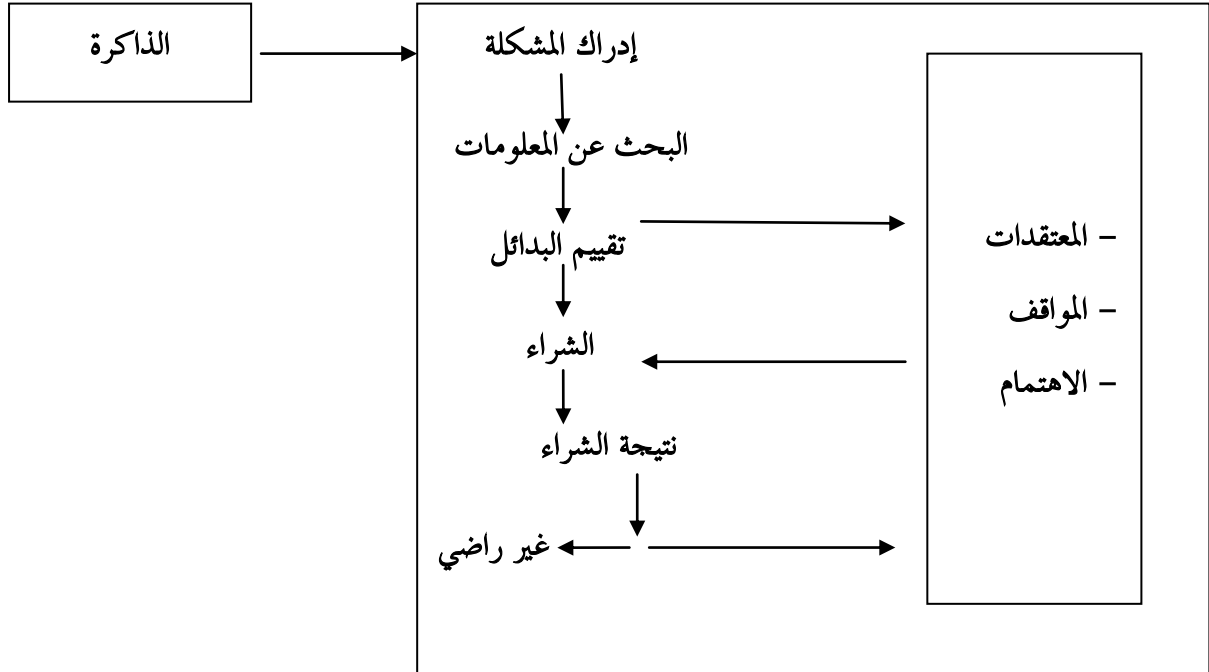 الذاكرة
إدراك المشكلة
البحث عن المعلومات
تقييم البدائل
الشراء
نتيجة الشراء
غير راضي
– المعتقدات
– المواقف
– الاهتمام